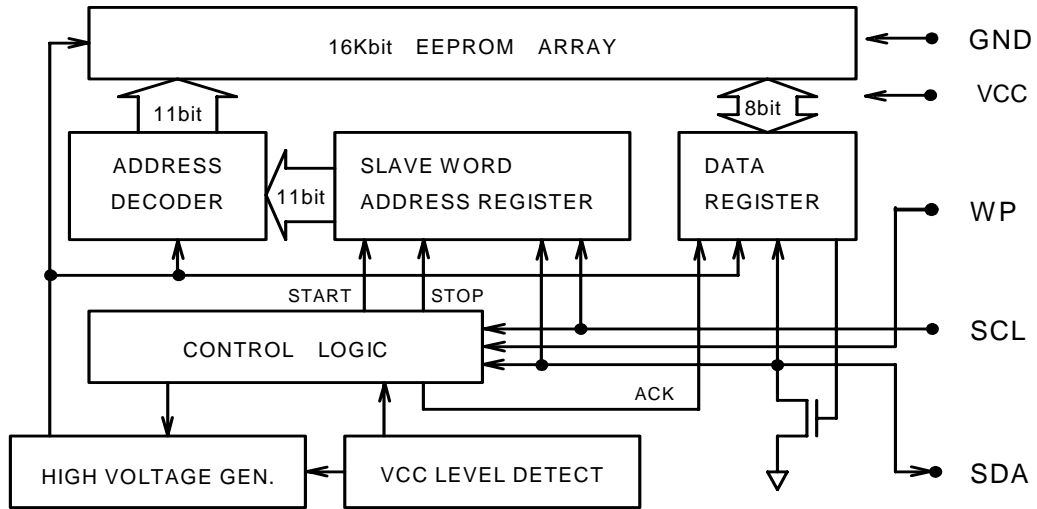 16Kbit EEPROM ARRAY
GND
VCC
11bit
8bit
ADDRESS
DECODER
11bit
SLAVE WORD
ADDRESS REGISTER
DATA
REGISTER
WP
START
STOP
SCL
CONTROL LOGIC
ACK
HIGH VOLTAGE GEN.
VCC LEVEL DETECT
SDA